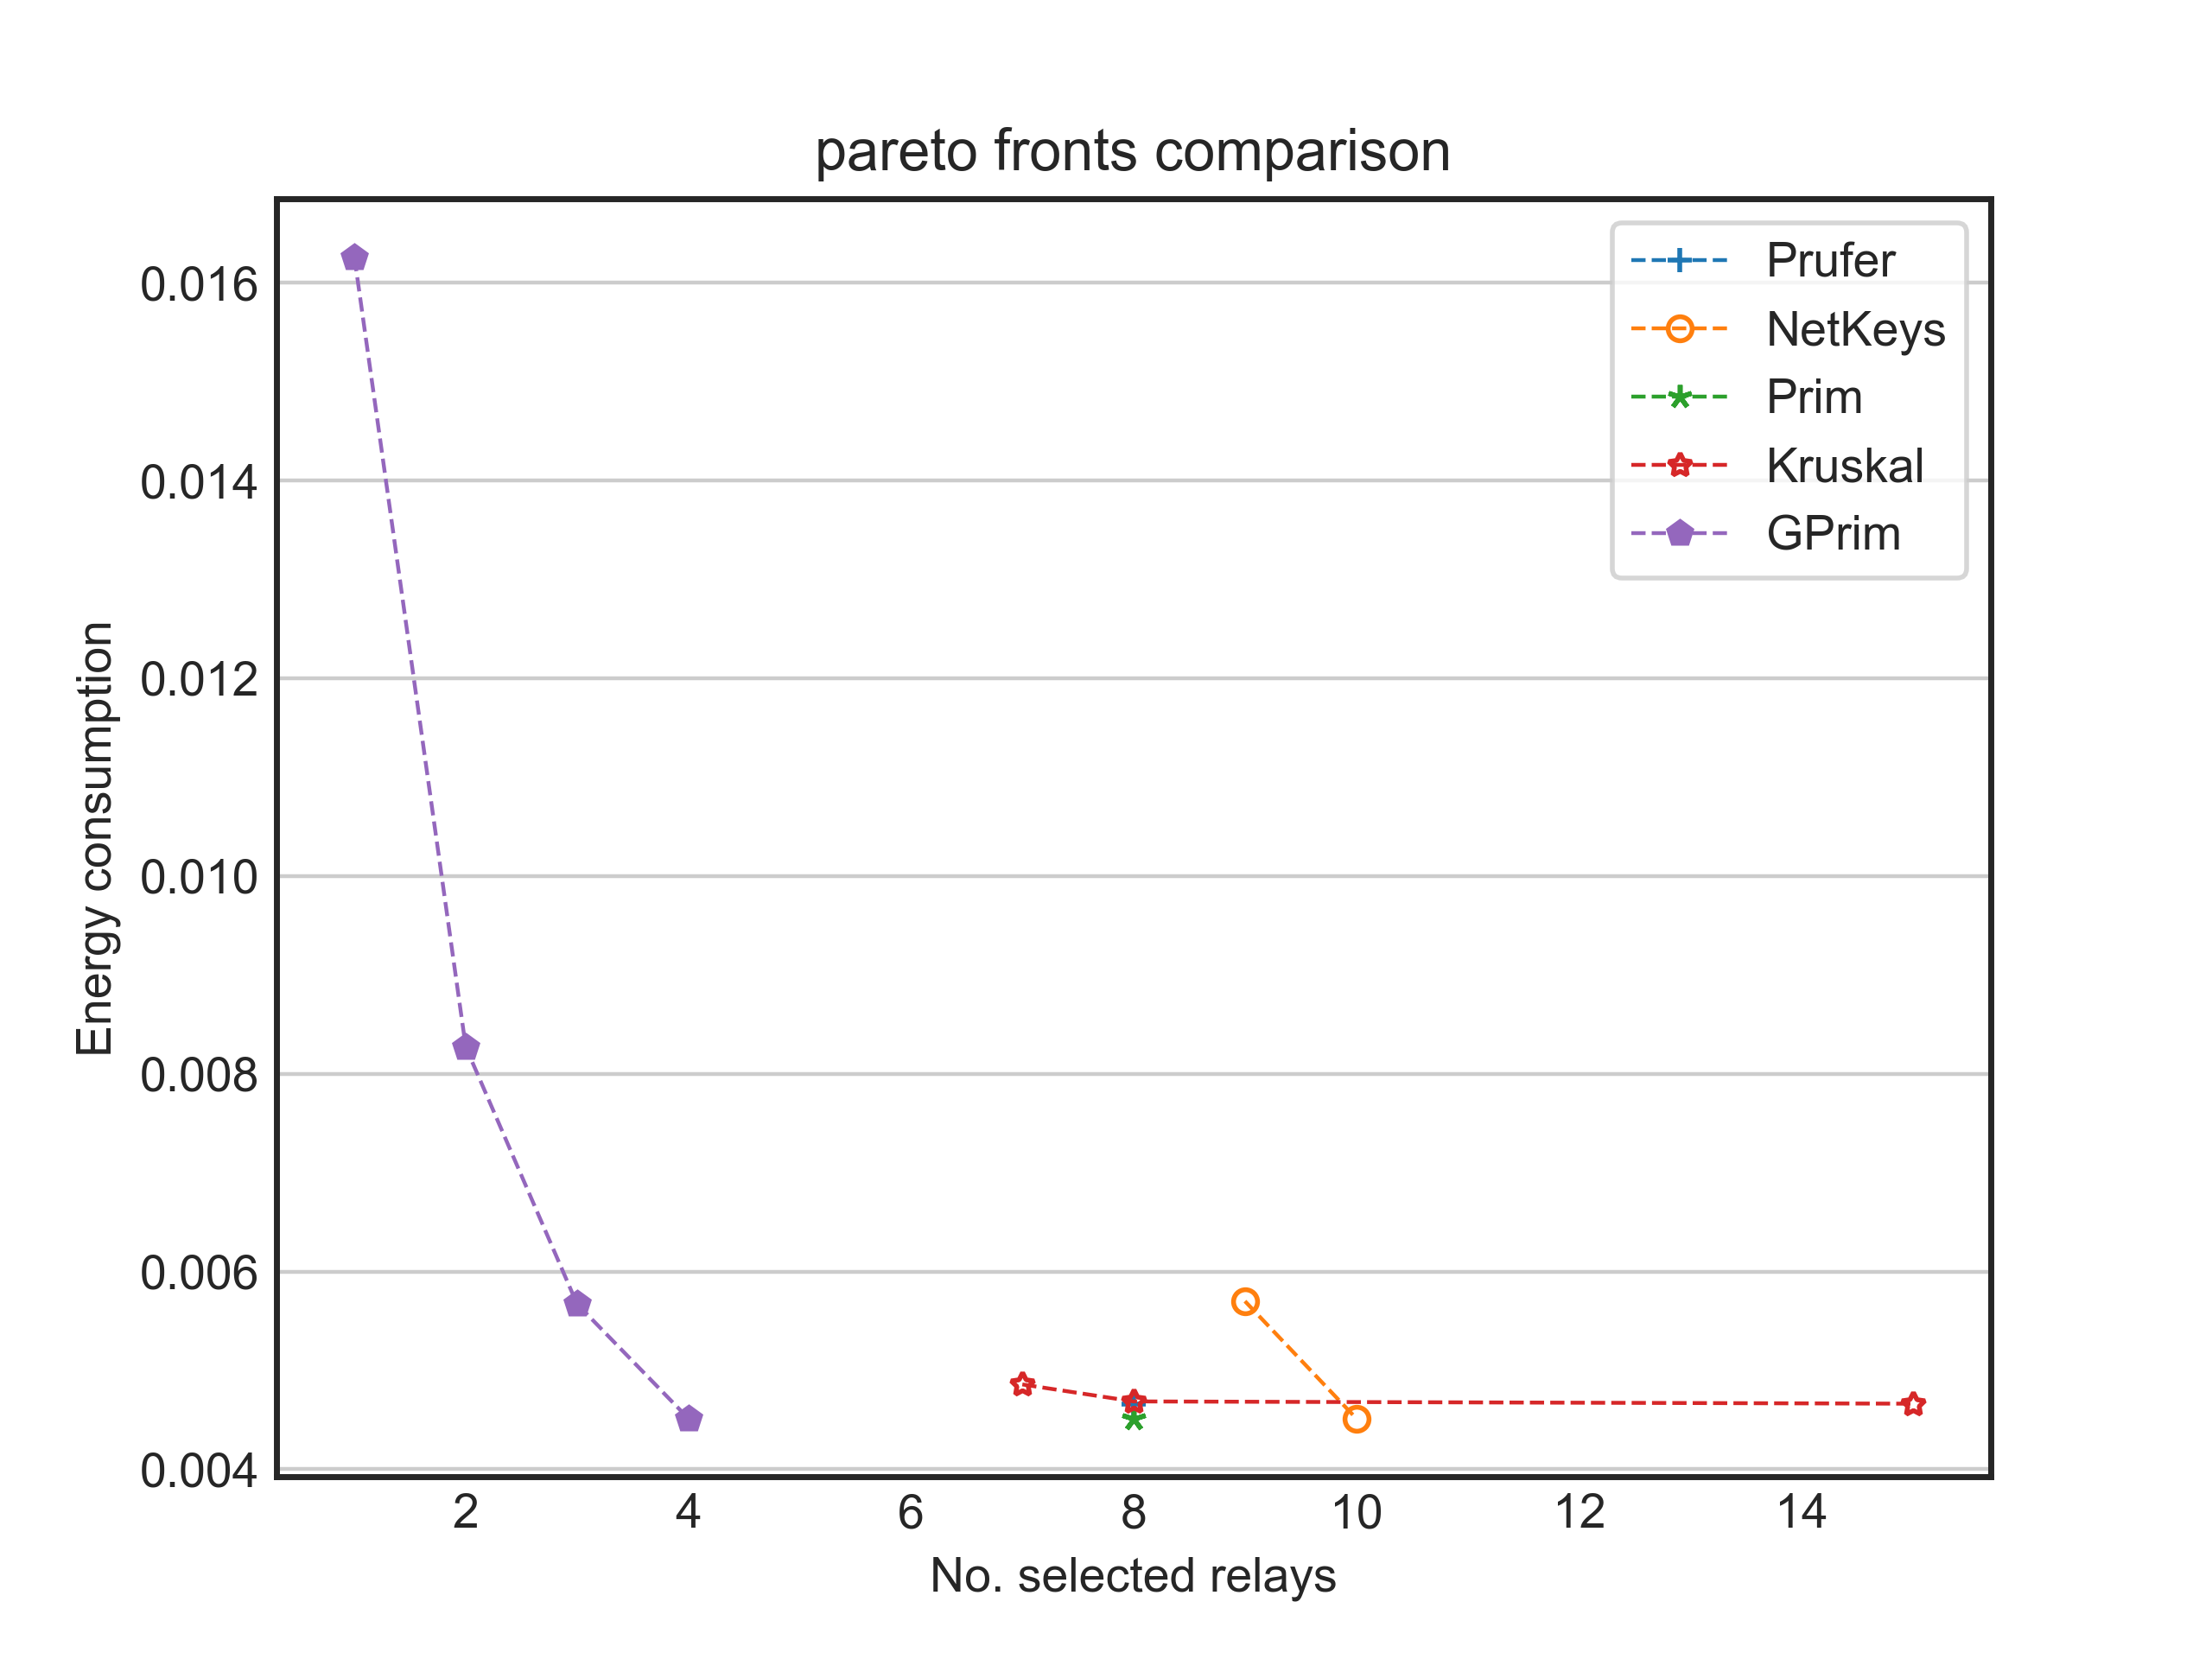 pareto fronts comparison
Prufer
NetKeys
Prim
Kruskal
GPrim
Energy consumption
0.016
0.014
0.012
0.010
0.008
0.006
0.004
2 4 6 8 10 12 14
No. selected relays